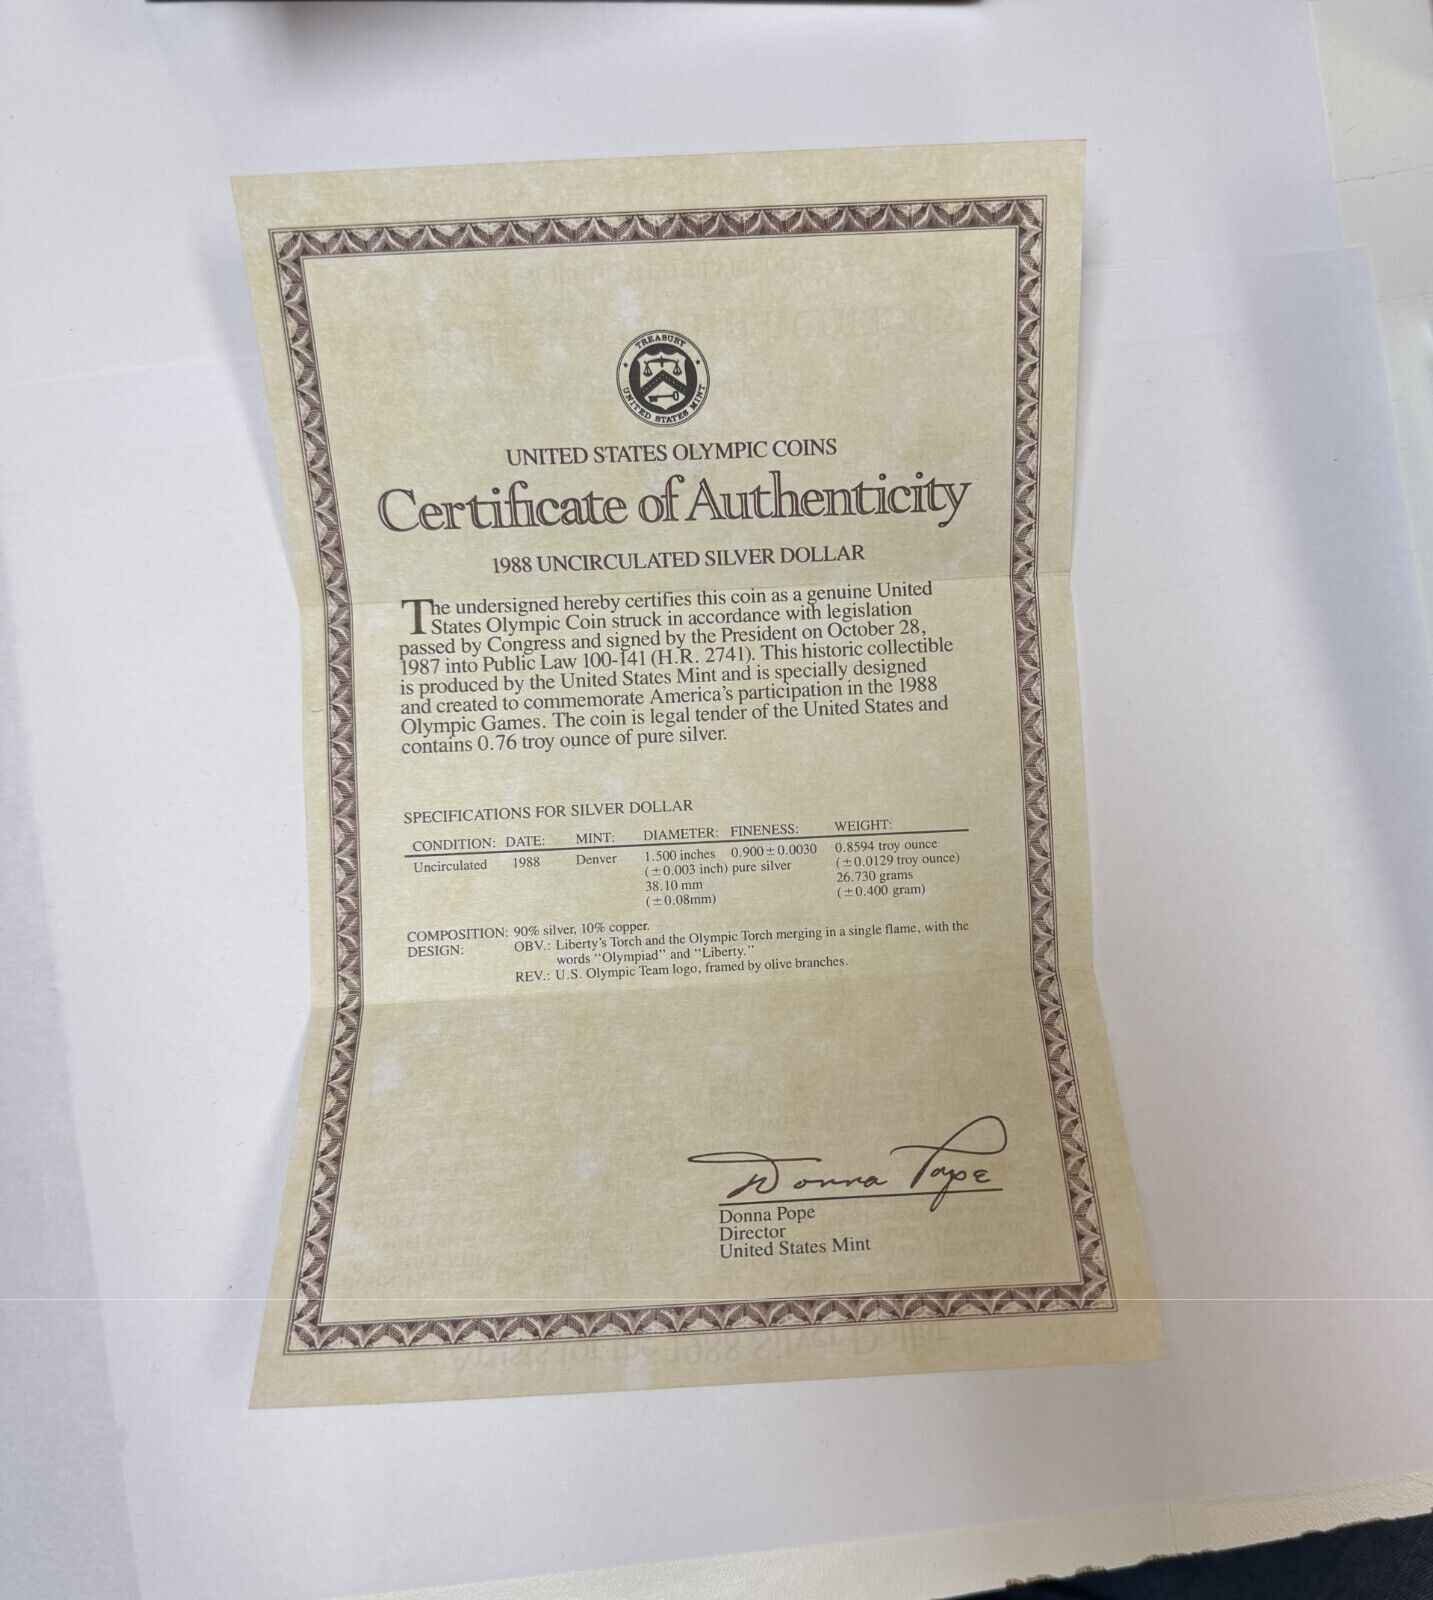 TREASURY
UNITED STATES MINT
UNITED STATES OLYMPIC COINS
Certificate of Authenticity
1988 UNCIRCULATED SILVER DOLLAR
The undersigned hereby certifies this coin as a genuine United
States Olympic Coin struck in accordance with legislation
passed by Congress and signed by the President on October 28,
1987 into Public Law 100-141 (H.R. 2741). This historic collectible
is produced by the United States Mint and is specially designed
and created to commemorate America's participation in the 1988
Olympic Games. The coin is legal tender of the United States and
contains 0.76 troy ounce of pure silver.
SPECIFICATIONS FOR SILVER DOLLAR
CONDITION: DATE: MINT: DIAMETER: FINENESS: WEIGHT:
Uncirculated 1988 Denver 1.500 inches 0.900±0.0030 0.8594 troy ounce
(±0.003 inch) pure silver (±0.0129 troy ounce)
38.10 mm 26.730 grams
(±0.08mm) (±0.400 gram)
COMPOSITION: 90% silver, 10% copper.
DESIGN: OBV.: Liberty's Torch and the Olympic Torch merging in a single flame, with the
words "Olympiad" and "Liberty."
REV.: U.S. Olympic Team logo, framed by olive branches.
Donna Pope
Donna Pope
Director
United States Mint